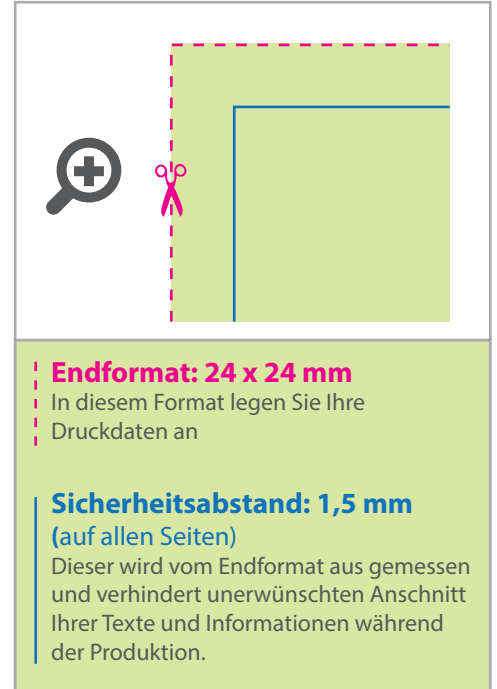 Endformat: 24 x 24 mm
In diesem Format legen Sie Ihre
Druckdaten an
Sicherheitsabstand: 1,5 mm
(auf allen Seiten)
Dieser wird vom Endformat aus gemessen
und verhindert unerwünschten Anschnitt
Ihrer Texte und Informationen während
der Produktion.